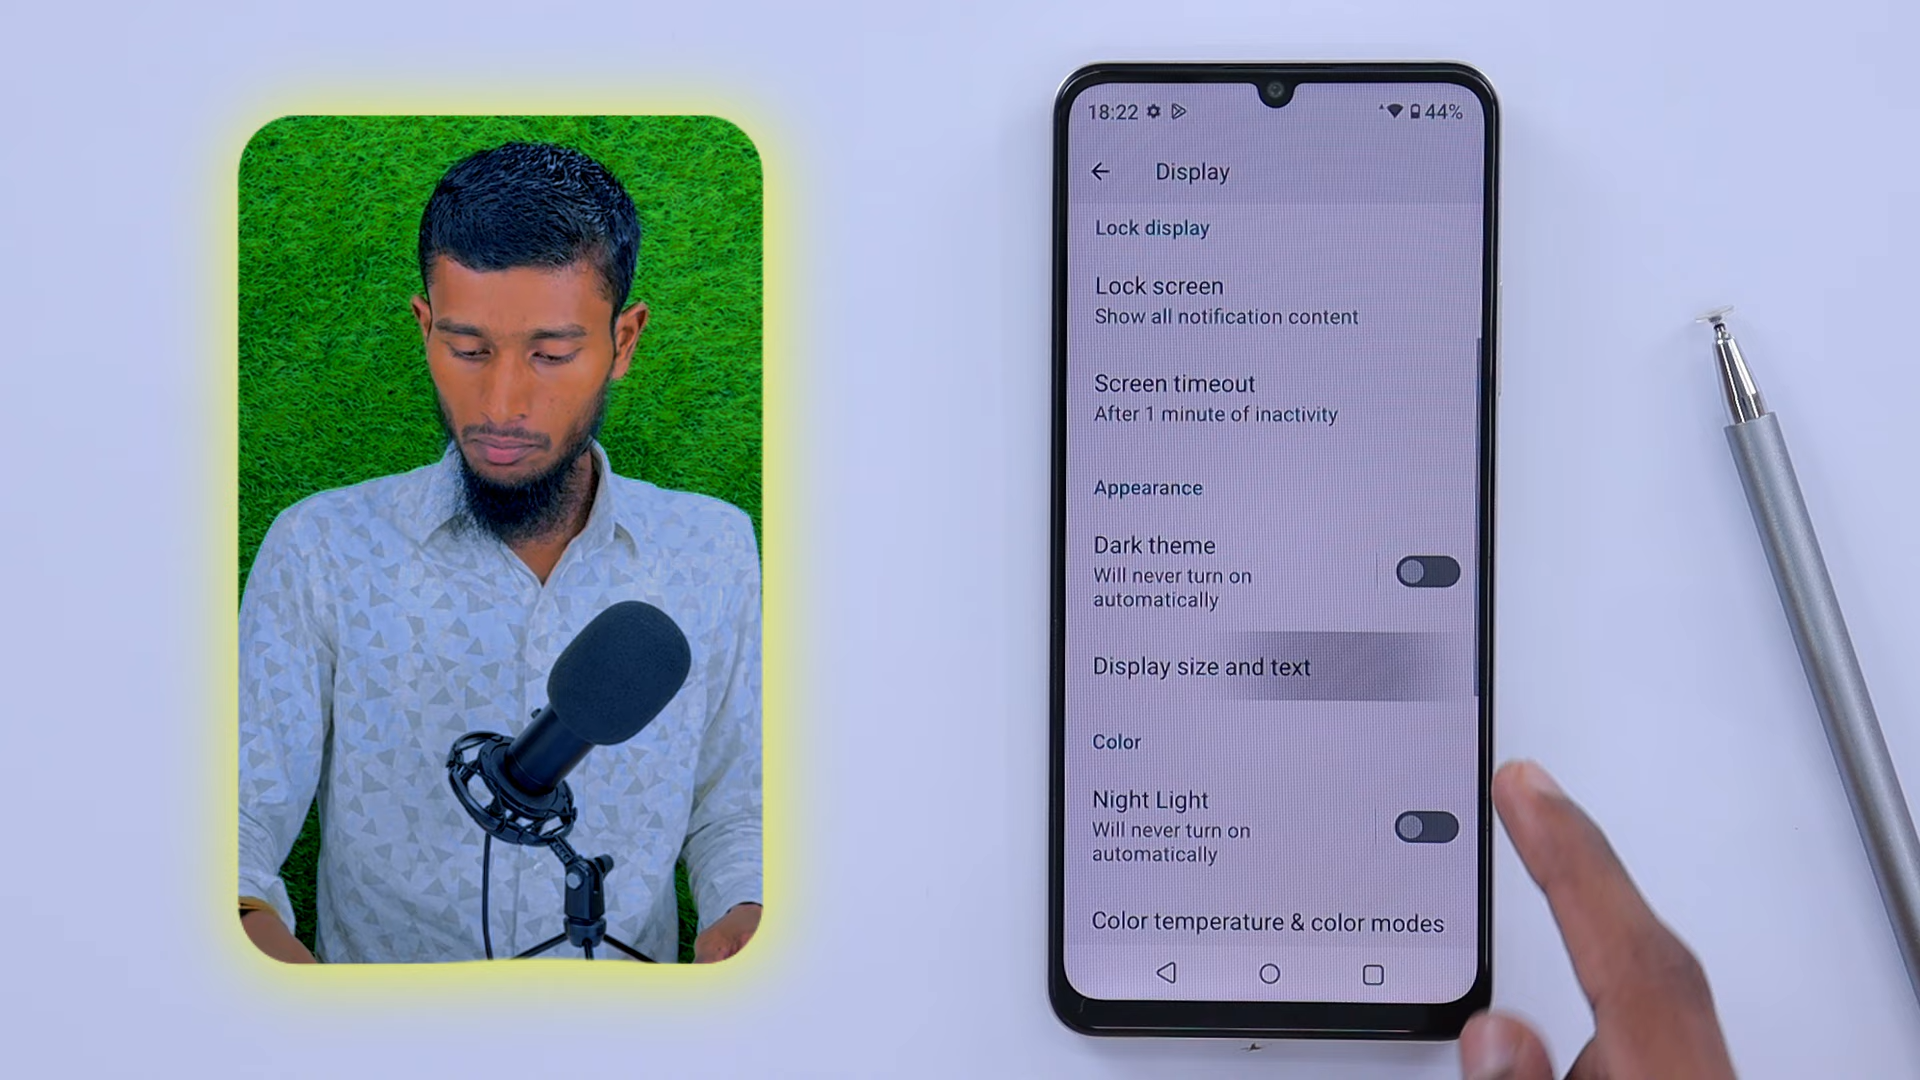 18:22
44%
Display
Lock display
Lock screen
Show all notification content
Screen timeout
After 1 minute of inactivity
Appearance
Dark theme
Will never turn on
automatically
Display size and text
Color
Night Light
Will never turn on
automatically
Color temperature & color modes